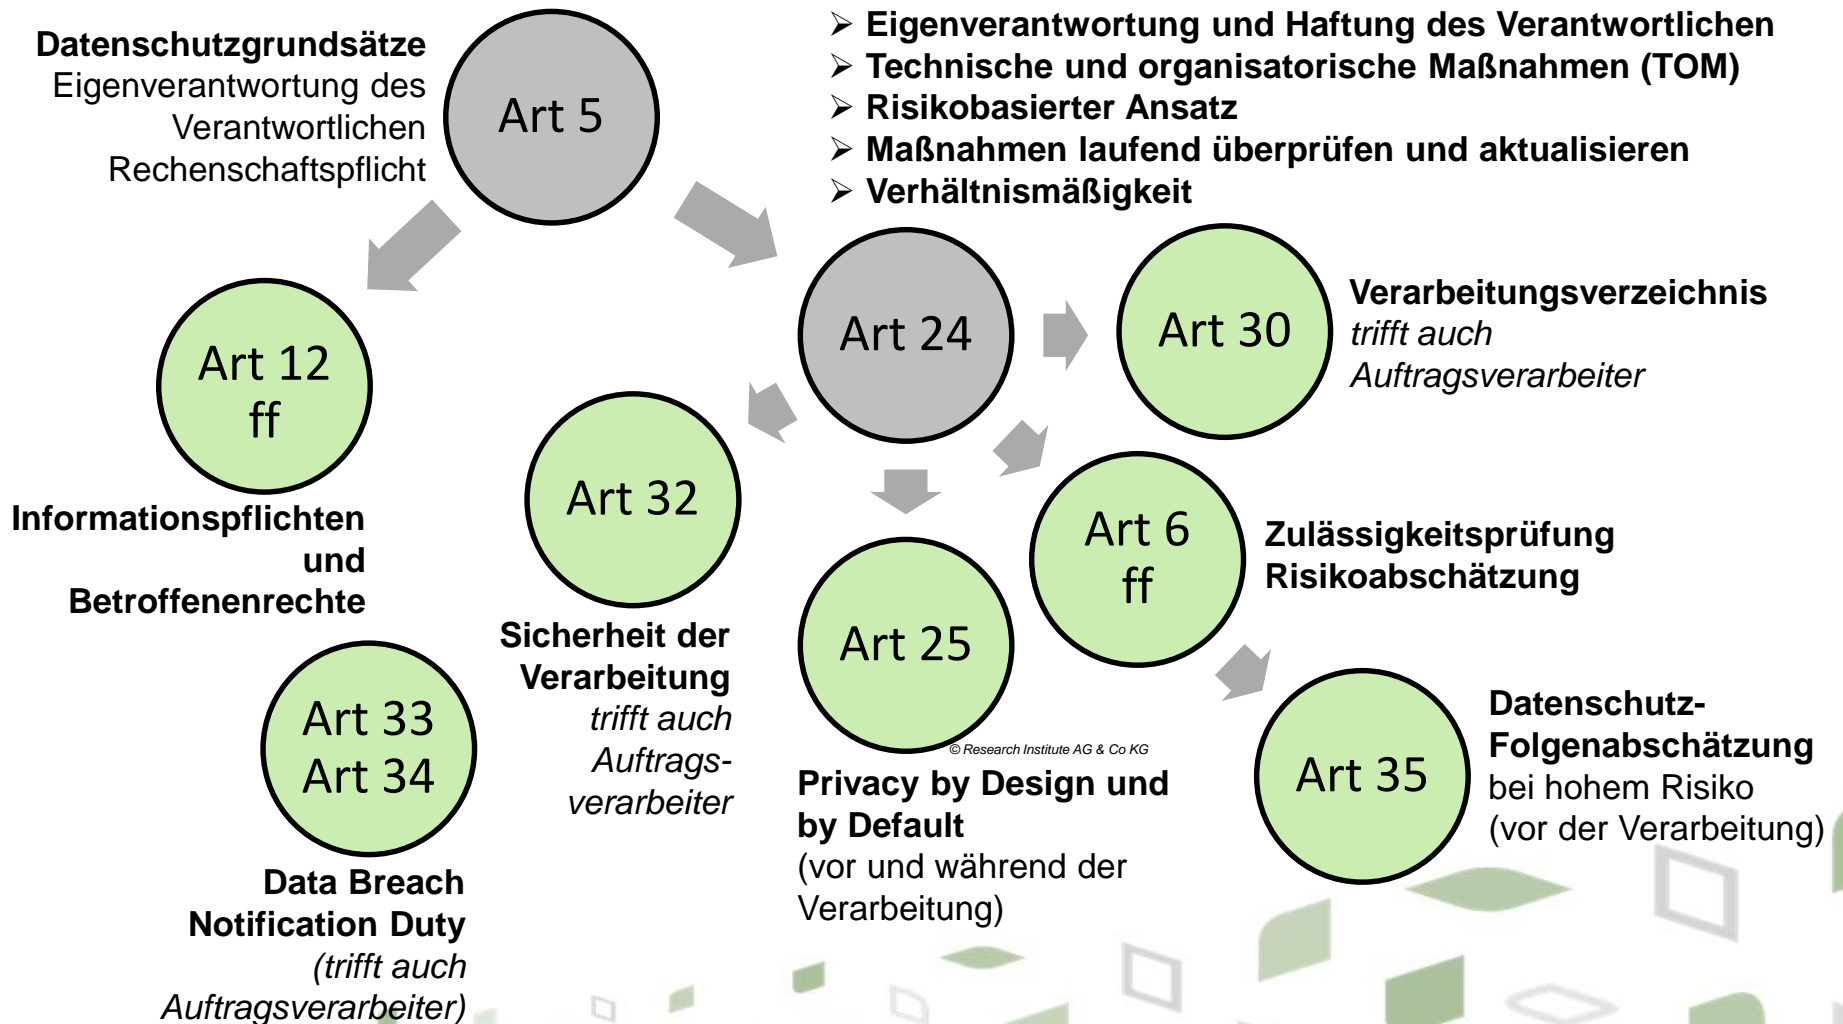 Datenschutzgrundsätze
Eigenverantwortung des
Verantwortlichen
Rechenschaftspflicht
Art 5
➢ Eigenverantwortung und Haftung des Verantwortlichen
➢ Technische und organisatorische Maßnahmen (TOM)
➢ Risikobasierter Ansatz
➢ Maßnahmen laufend überprüfen und aktualisieren
➢ Verhältnismäßigkeit
Art 24
Art 30
Verarbeitungsverzeichnis
trifft auch
Auftragsverarbeiter
Art 12
ff
Informationspflichten
und
Betroffenenrechte
Art 32
Sicherheit der
Verarbeitung
trifft auch
Auftrags-
verarbeiter
Art 6
ff
Zulässigkeitsprüfung
Risikoabschätzung
Art 25
© Research Institute AG & Co KG
Privacy by Design und
by Default
(vor und während der
Verarbeitung)
Art 33
Art 34
Data Breach
Notification Duty
(trifft auch
Auftragsverarbeiter)
Art 35
Datenschutz-
Folgenabschätzung
bei hohem Risiko
(vor der Verarbeitung)